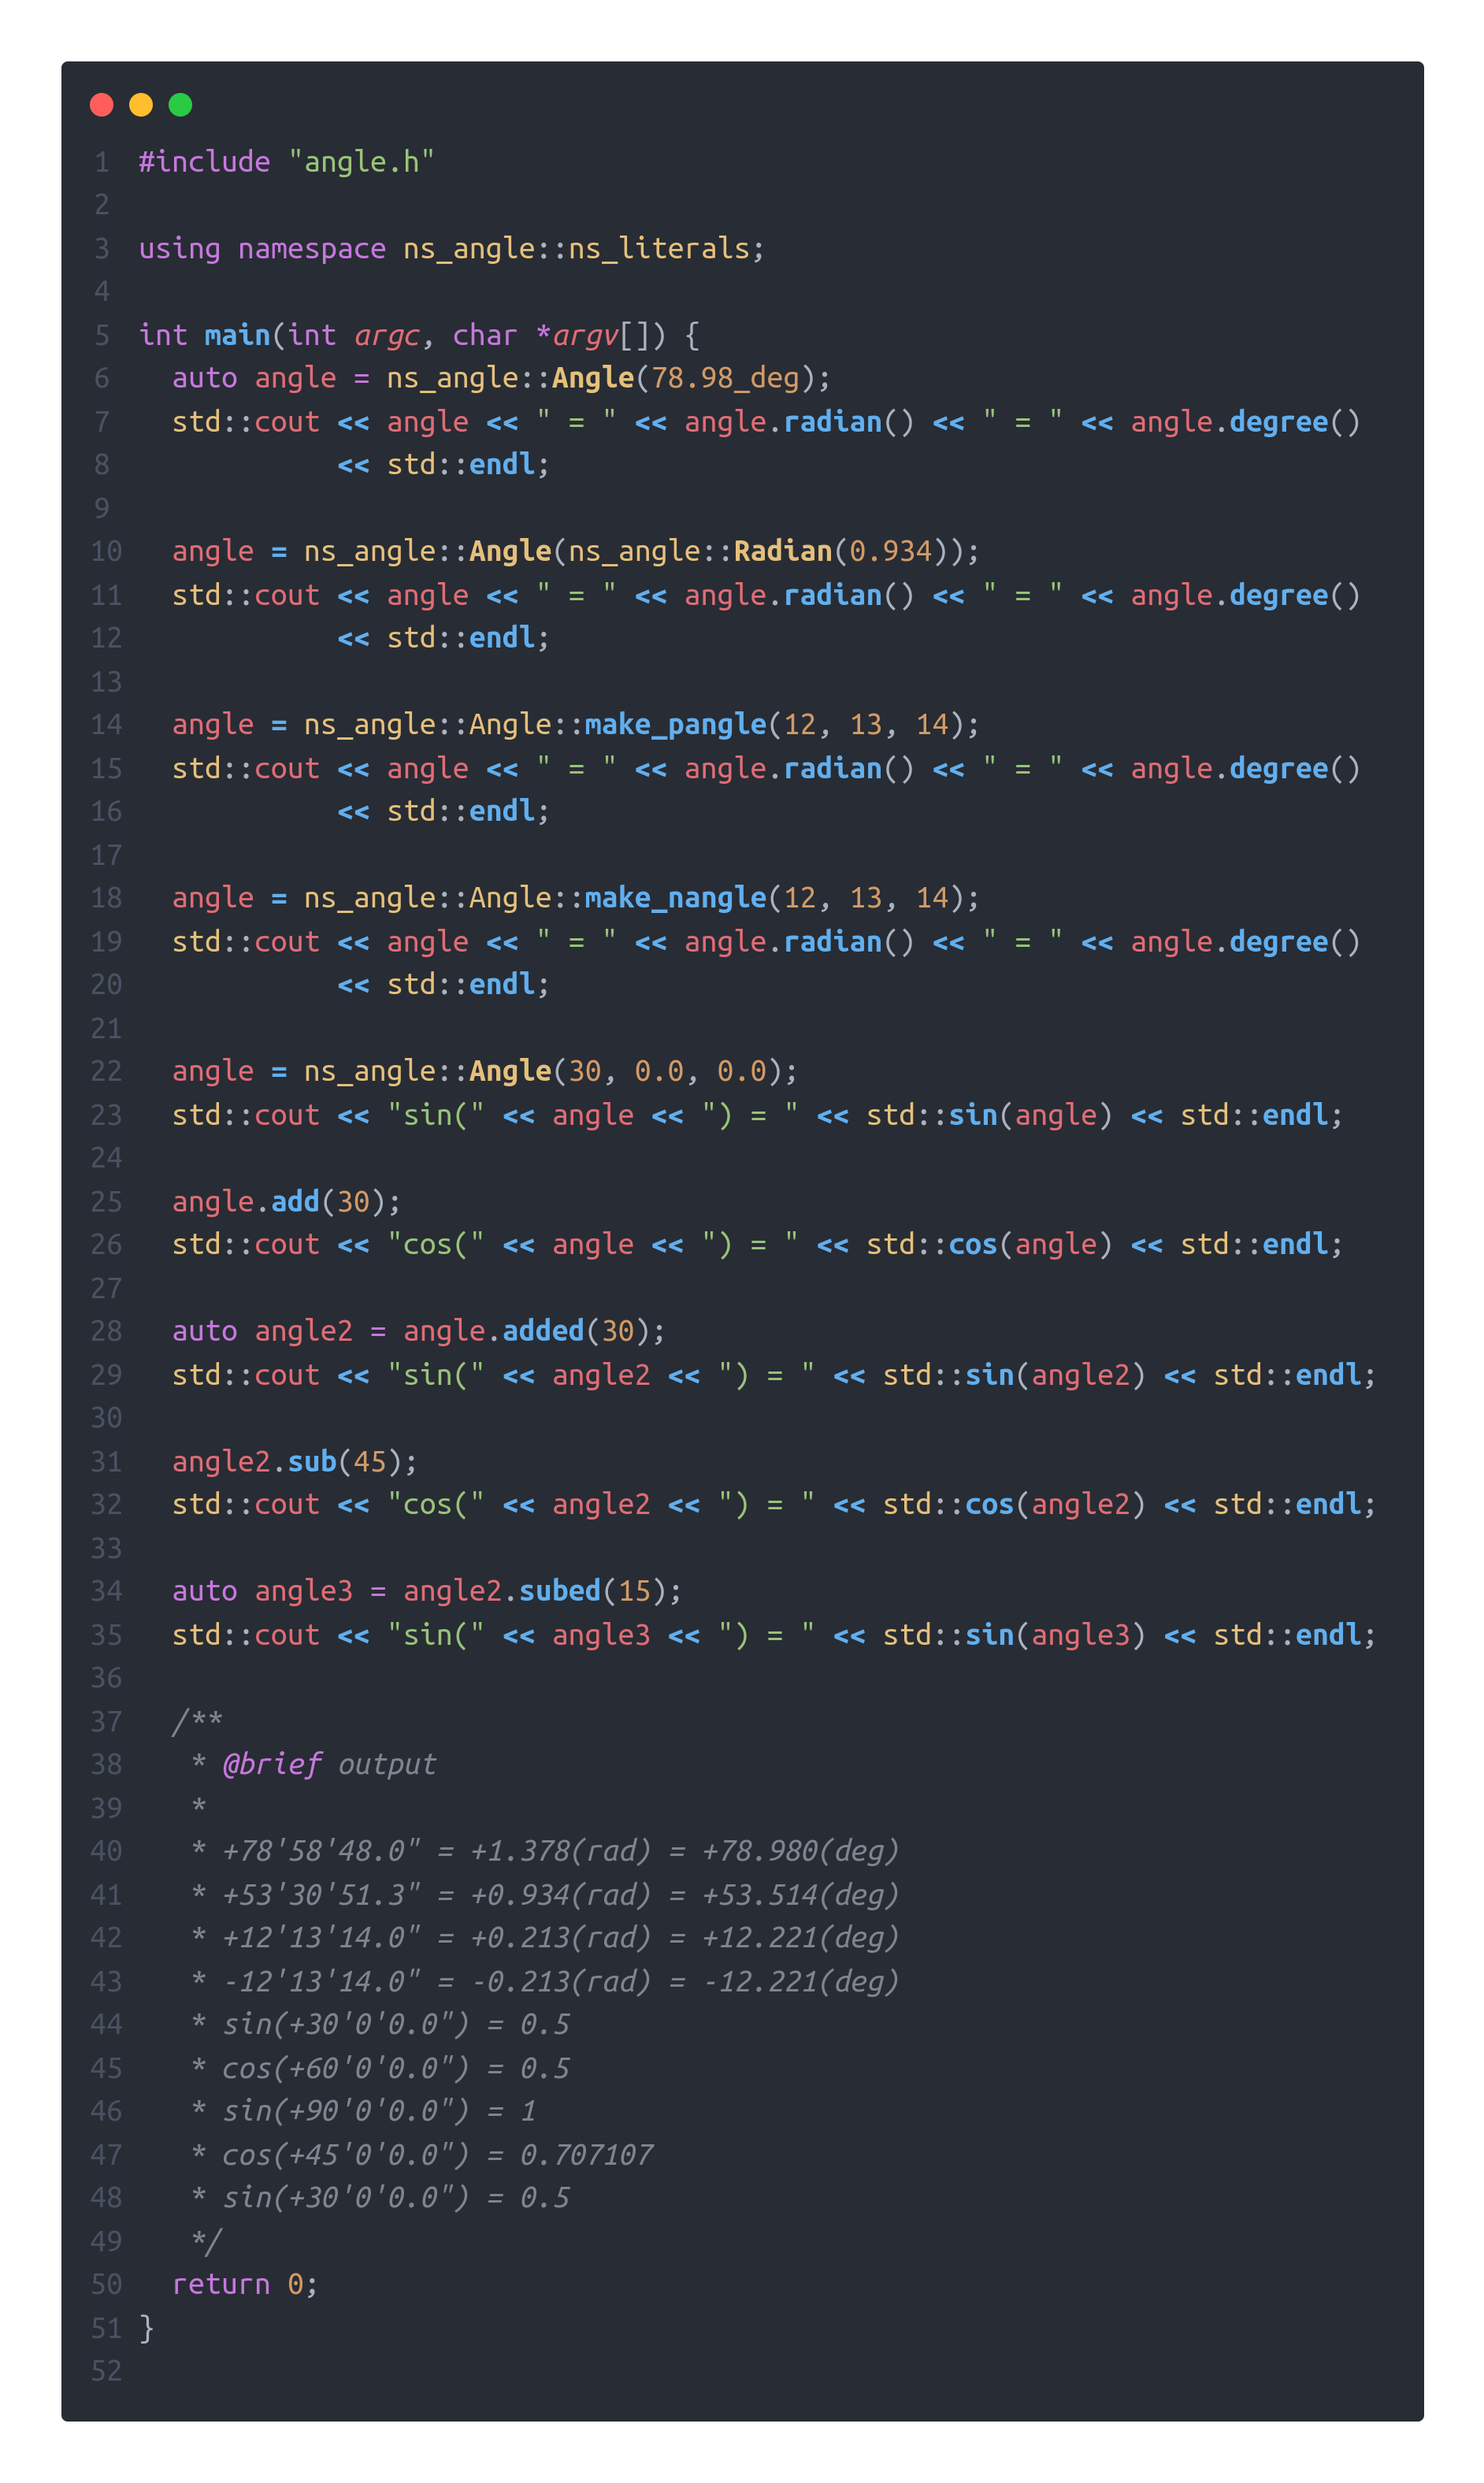 1 #include "angle.h"
2
3 using namespace ns_angle::ns_literals;
4
5 int main(int argc, char *argv[]) {
6   auto angle = ns_angle::Angle(78.98_deg);
7   std::cout << angle << " = " << angle.radian() << " = " << angle.degree()
8             << std::endl;
9
10   angle = ns_angle::Angle(ns_angle::Radian(0.934));
11   std::cout << angle << " = " << angle.radian() << " = " << angle.degree()
12             << std::endl;
13
14   angle = ns_angle::Angle::make_pangle(12, 13, 14);
15   std::cout << angle << " = " << angle.radian() << " = " << angle.degree()
16             << std::endl;
17
18   angle = ns_angle::Angle::make_nangle(12, 13, 14);
19   std::cout << angle << " = " << angle.radian() << " = " << angle.degree()
20             << std::endl;
21
22   angle = ns_angle::Angle(30, 0.0, 0.0);
23   std::cout << "sin(" << angle << ") = " << std::sin(angle) << std::endl;
24
25   angle.add(30);
26   std::cout << "cos(" << angle << ") = " << std::cos(angle) << std::endl;
27
28   auto angle2 = angle.added(30);
29   std::cout << "sin(" << angle2 << ") = " << std::sin(angle2) << std::endl;
30
31   angle2.sub(45);
32   std::cout << "cos(" << angle2 << ") = " << std::cos(angle2) << std::endl;
33
34   auto angle3 = angle2.subed(15);
35   std::cout << "sin(" << angle3 << ") = " << std::sin(angle3) << std::endl;
36
37   /**
38    * @brief output
39    *
40    * +78'58'48.0" = +1.378(rad) = +78.980(deg)
41    * +53'30'51.3" = +0.934(rad) = +53.514(deg)
42    * +12'13'14.0" = +0.213(rad) = +12.221(deg)
43    * -12'13'14.0" = -0.213(rad) = -12.221(deg)
44    * sin(+30'0'0.0") = 0.5
45    * cos(+60'0'0.0") = 0.5
46    * sin(+90'0'0.0") = 1
47    * cos(+45'0'0.0") = 0.707107
48    * sin(+30'0'0.0") = 0.5
49    */
50   return 0;
51 }
52